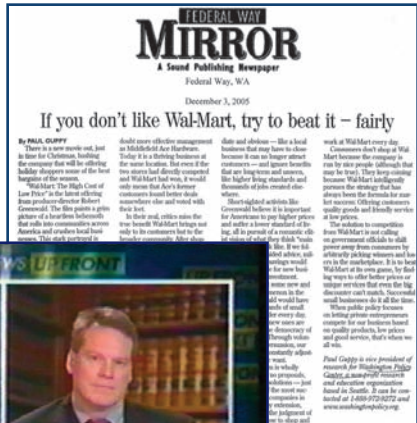 FEDERAL WAY
MIRROR
A Sound Publishing Newspaper
Federal Way, WA
December 3, 2005
If you don't like Wal-Mart, try to beat it – fairly
By PAUL GUPPY
There is a new movie out, just
in time for Christmas, bashing
the company that will be offering
holiday shoppers some of the best
bargains of the season.
"Wal-Mart: The High Cost of
Low Price" is the latest offering
from producer-director Robert
Greenwald. The film paints a grim
picture of a heartless behemoth
that rolls into communities across
America and crushes local busi-
nesses. This stark portrayal is
doubt more effective management
at Middlefield Ace Hardware.
Today it is a thriving business at
the same location. But even if the
two stores had directly competed
and Wal-Mart had won, it would
only mean that Ace's former
customers found better deals
somewhere else and voted with
their feet.
In their zeal, critics miss the
true benefit Wal-Mart brings not
only to its customers but to the
broader community. After shop-
diate and obvious — like a local
business that may have to close
because it can no longer attract
customers — and ignore benefits
that are long-term and unseen,
like higher living standards and
thousands of jobs created else-
where.
Short-sighted activists like
Greenwald believe it is important
for Americans to pay higher prices
and suffer a lower standard of liv-
ing, all in pursuit of a romantic elit-
ist vision of what they think
work at Wal-Mart every day.
Consumers don't shop at Wal-
Mart because the company is
run by nice people (although that
may be true). They keep coming
because Wal-Mart intelligently
pursues the strategy that has
always been the formula for mar-
ket success: Offering customers
quality goods and friendly service
at low prices.
The solution to competition
from Wal-Mart is not calling
on government officials to shift
power away from consumers by
arbitrarily picking winners and los-
ers in the marketplace. It is to beat
Wal-Mart at its own game, by find-
ing ways to offer better prices or
unique services that even the big
discounter can't match. Successful
small businesses do it all the time.
When public policy focuses
on letting private entrepreneurs
compete for our business based
on quality products, low prices
and good service, that's when we
all win.
Paul Guppy is vice president of
research for Washington Policy
Center, a non-profit research
and education organization
based in Seattle. It can be con-
tacted at 1-888-972-9272 and
www.washingtonpolicy.org.
UPFRONT